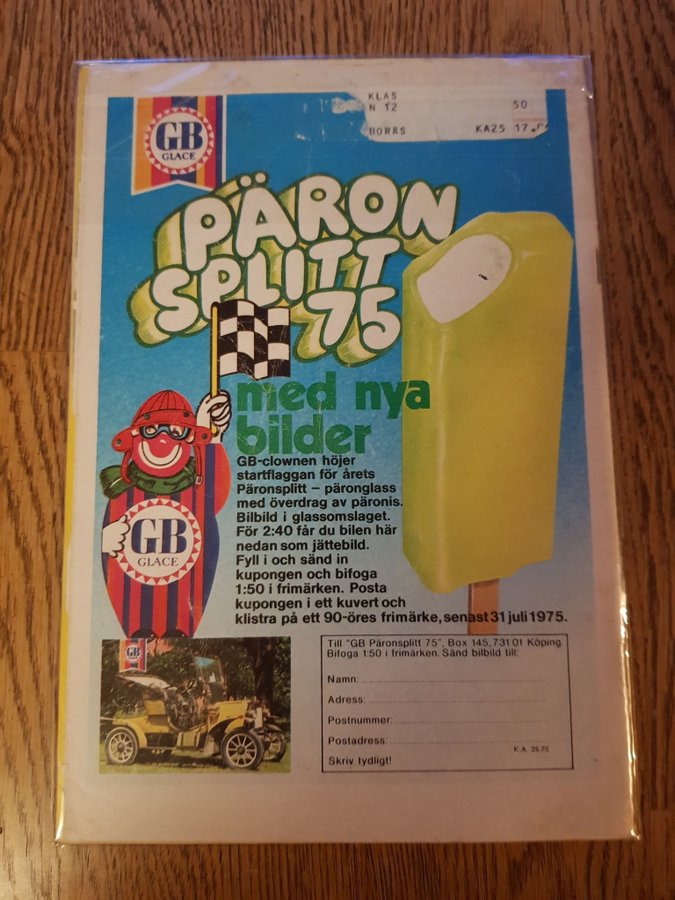 KLAS
N 12
50
BORÅS
KA25 17.
GB
GLACE
PÄRON
SPLITT
75
med nya
bilder
GB-clownen höjer
startflaggan för årets
Päronsplitt – päronglass
med överdrag av päronis.
Bilbild i glassomslaget.
För 2:40 får du bilen här
nedan som jättebild.
Fyll i och sänd in
kupongen och bifoga
1:50 i frimärken. Posta
kupongen i ett kuvert och
klistra på ett 90-öres frimärke, senast 31 juli 1975.
GB
GLACE
GB
Till "GB Päronsplitt 75", Box 145, 731 01 Köping
Bifoga 1:50 i frimärken. Sänd bilbild till:
Namn:
Adress:
Postnummer:
Postadress:
K.A. 25-75
Skriv tydligt!